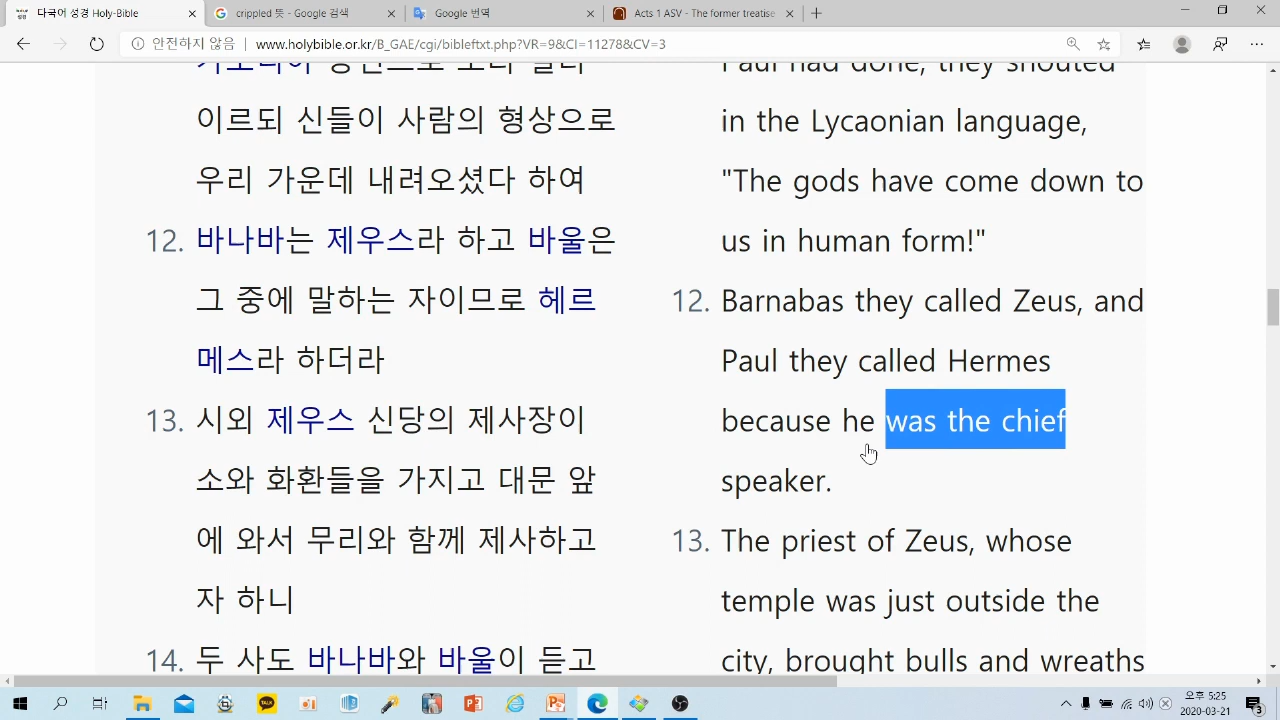 다국어 성경 Holy-Bible
crippled 뜻 - Google 검색
Google 번역
Acts 1 ASV - The former treatise
안전하지 않음
www.holybible.or.kr/B_GAE/cgi/bibleftxt.php?VR=9&CI=11278&CV=3
이르되 신들이 사람의 형상으로
우리 가운데 내려오셨다 하여
12. 바나바는 제우스라 하고 바울은
그 중에 말하는 자이므로 헤르
메스라 하더라
13. 시외 제우스 신당의 제사장이
소와 화환들을 가지고 대문 앞
에 와서 무리와 함께 제사하고
자 하니
14. 두 사도 바나바와 바울이 듣고
Paul had done, they shouted
in the Lycaonian language,
"The gods have come down to
us in human form!"
12. Barnabas they called Zeus, and
Paul they called Hermes
because he was the chief
speaker.
13. The priest of Zeus, whose
temple was just outside the
city, brought bulls and wreaths
TALK
오후 5:25
2020-03-21
3